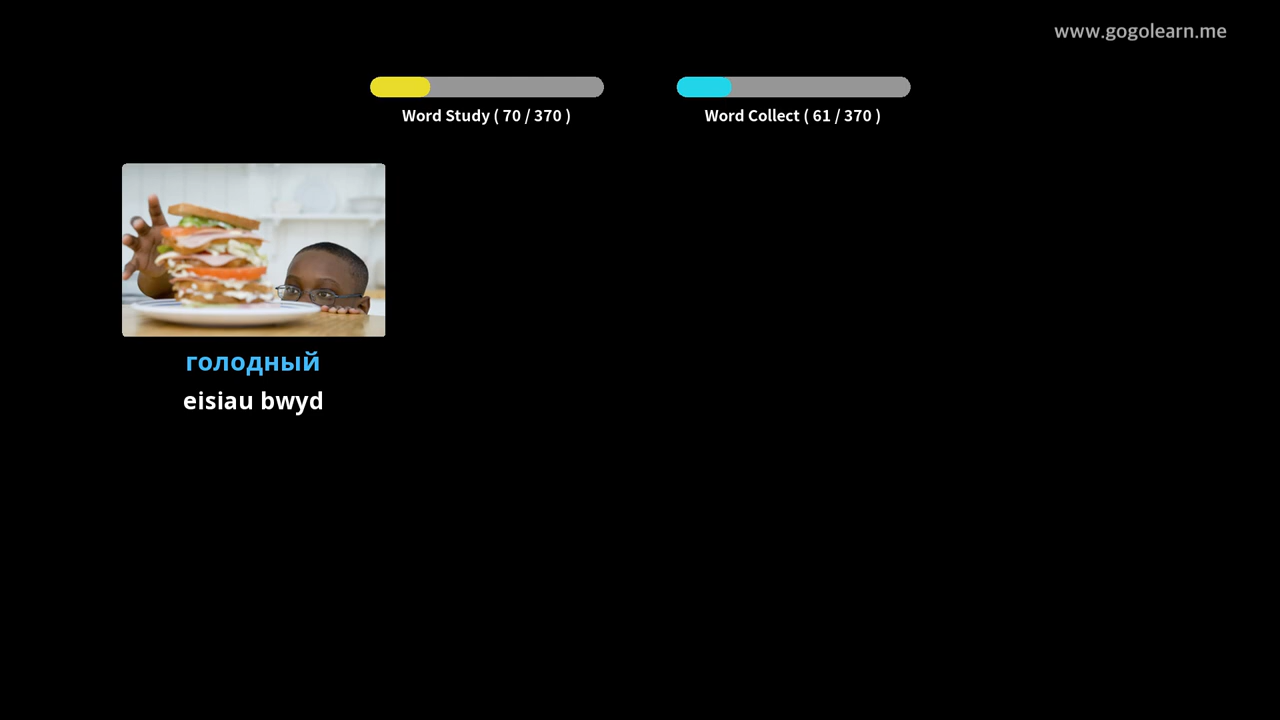 www.gogolearn.me
Word Study ( 70 / 370 )
Word Collect ( 61 / 370 )
голодный
eisiau bwyd